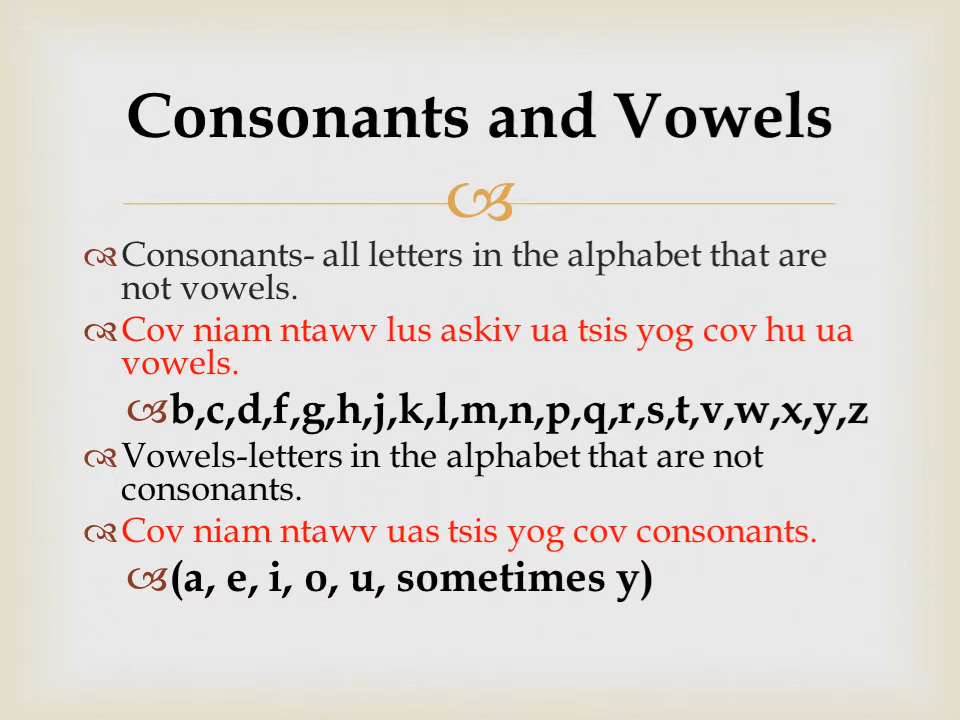 Consonants and Vowels
Consonants- all letters in the alphabet that are
not vowels.
Cov niam ntawv lus askiv ua tsis yog cov hu ua
vowels.
b,c,d,f,g,h,j,k,l,m,n,p,q,r,s,t,v,w,x,y,z
Vowels-letters in the alphabet that are not
consonants.
Cov niam ntawv uas tsis yog cov consonants.
(a, e, i, o, u, sometimes y)